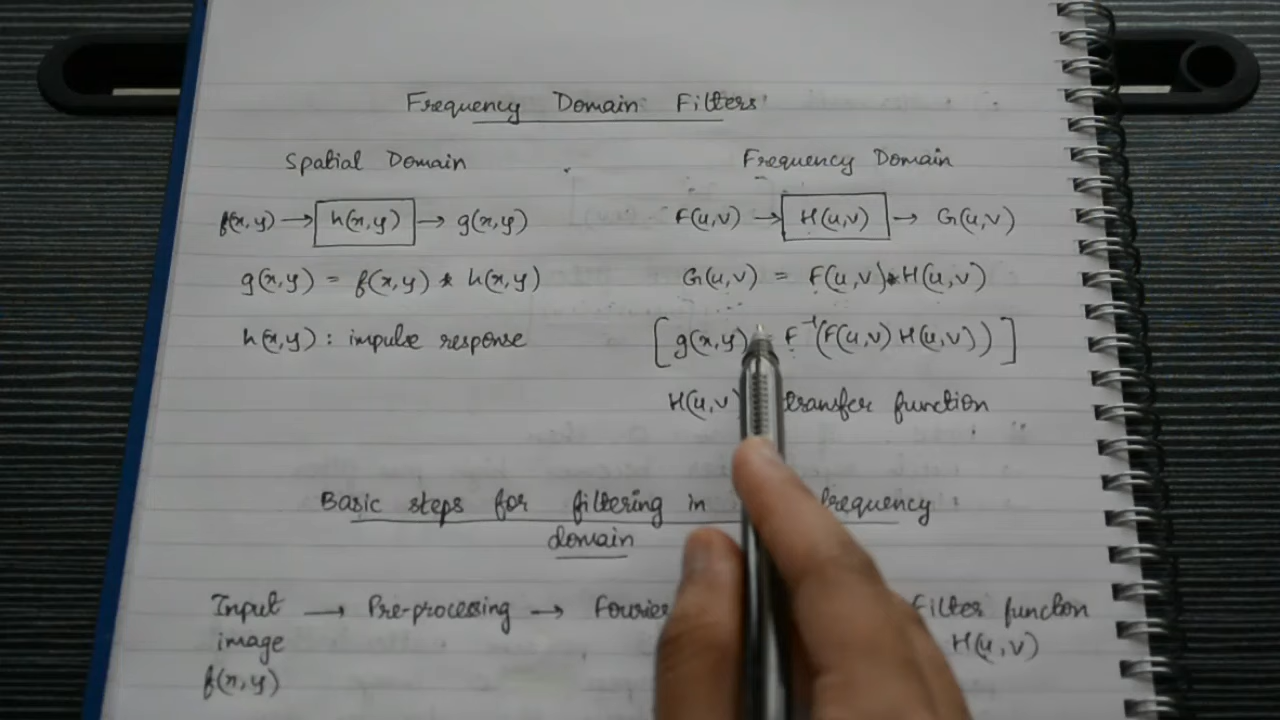 Frequency Domain Filters
Spatial Domain
f(x,y) → h(x,y) → g(x,y)
g(x,y) = f(x,y) * h(x,y)
h(x,y) : impulse response
Frequency Domain
F(u,v) → H(u,v) → G(u,v)
G(u,v) = F(u,v)*H(u,v)
[g(x,y) F⁻¹(F(u,v) H(u,v))]
H(u,v transfer function
Basic steps for filtering in frequency
domain
Input → Pre-processing → Fourier Filter function
image H(u,v)
f(x,y)